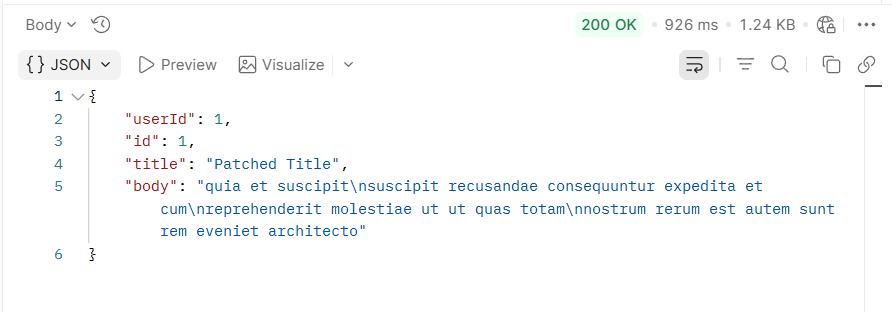 Body 200 OK • 926 ms • 1.24 KB • •••
{} JSON Preview Visualize
1 {
2 "userId": 1,
3 "id": 1,
4 "title": "Patched Title",
5 "body": "quia et suscipit\nsuscipit recusandae consequuntur expedita et
cum\nreprehenderit molestiae ut ut quas totam\nnostrum rerum est autem sunt
rem eveniet architecto"
6 }